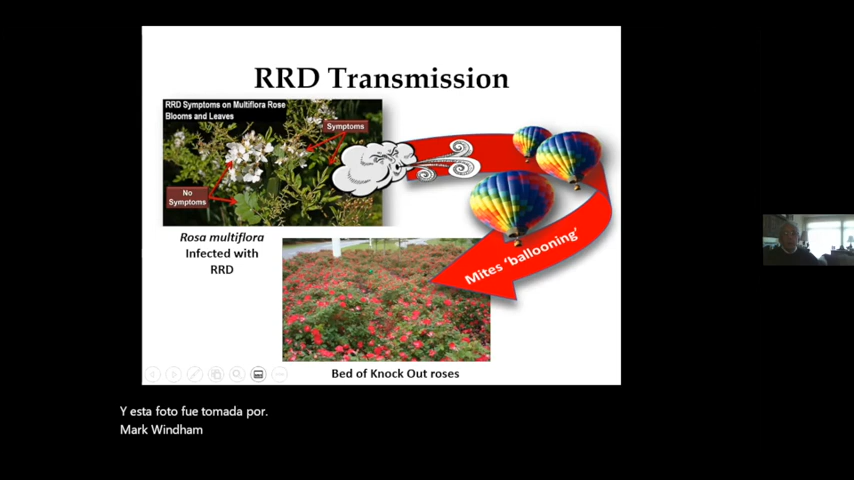 RRD Transmission
RRD Symptoms on Multiflora Rose
Blooms and Leaves
Symptoms
No
Symptoms
Mites ‘ballooning’
Rosa multiflora
Infected with
RRD
Bed of Knock Out roses
Y esta foto fue tomada por.
Mark Windham